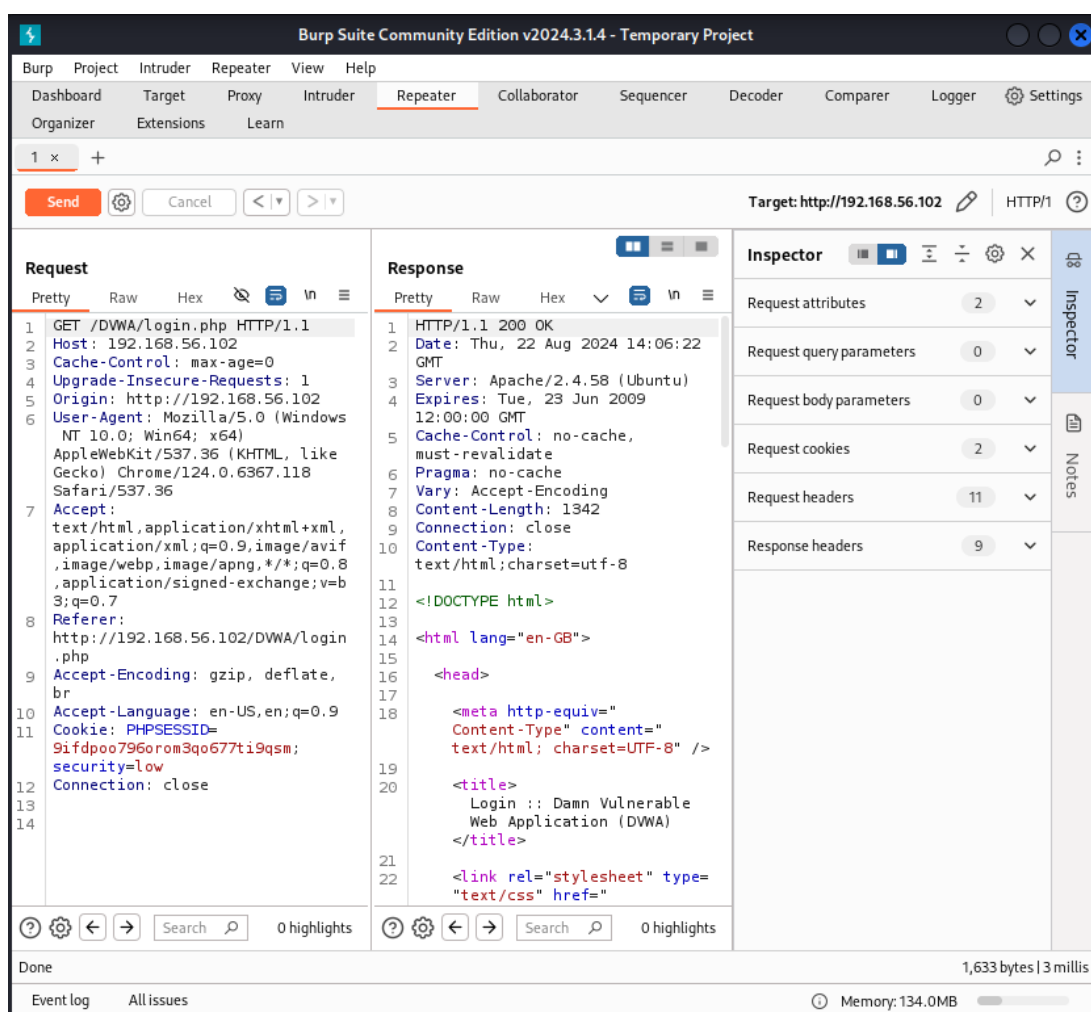 Burp Suite Community Edition v2024.3.1.4 - Temporary Project
Burp Project Intruder Repeater View Help
Dashboard Target Proxy Intruder Repeater Collaborator Sequencer Decoder Comparer Logger Settings
Organizer Extensions Learn
1 × +
Send Cancel < > Target: http://192.168.56.102 HTTP/1 ?
Request
Pretty Raw Hex \n
1 GET /DVWA/login.php HTTP/1.1
2 Host: 192.168.56.102
3 Cache-Control: max-age=0
4 Upgrade-Insecure-Requests: 1
5 Origin: http://192.168.56.102
6 User-Agent: Mozilla/5.0 (Windows
NT 10.0; Win64; x64)
AppleWebKit/537.36 (KHTML, like
Gecko) Chrome/124.0.6367.118
Safari/537.36
7 Accept:
text/html,application/xhtml+xml,
application/xml;q=0.9,image/avif
,image/webp,image/apng,*/*;q=0.8
,application/signed-exchange;v=b
3;q=0.7
8 Referer:
http://192.168.56.102/DVWA/login
.php
9 Accept-Encoding: gzip, deflate,
br
10 Accept-Language: en-US,en;q=0.9
11 Cookie: PHPSESSID=
9ifdpoo796orom3qo677ti9qsm;
security=low
12 Connection: close
13
14
? Search 0 highlights
Response
Pretty Raw Hex \n
1 HTTP/1.1 200 OK
2 Date: Thu, 22 Aug 2024 14:06:22
GMT
3 Server: Apache/2.4.58 (Ubuntu)
4 Expires: Tue, 23 Jun 2009
12:00:00 GMT
5 Cache-Control: no-cache,
must-revalidate
6 Pragma: no-cache
7 Vary: Accept-Encoding
8 Content-Length: 1342
9 Connection: close
10 Content-Type:
text/html;charset=utf-8
11
12 <!DOCTYPE html>
13
14 <html lang="en-GB">
15
16 <head>
17
18 <meta http-equiv="
Content-Type" content="
text/html; charset=UTF-8" />
19
20 <title>
Login :: Damn Vulnerable
Web Application (DVWA)
</title>
21
22 <link rel="stylesheet" type=
"text/css" href="
? Search 0 highlights
Inspector
Request attributes 2
Request query parameters 0
Request body parameters 0
Request cookies 2
Request headers 11
Response headers 9
Inspector
Notes
Done 1,633 bytes | 3 millis
Event log All issues Memory: 134.0MB